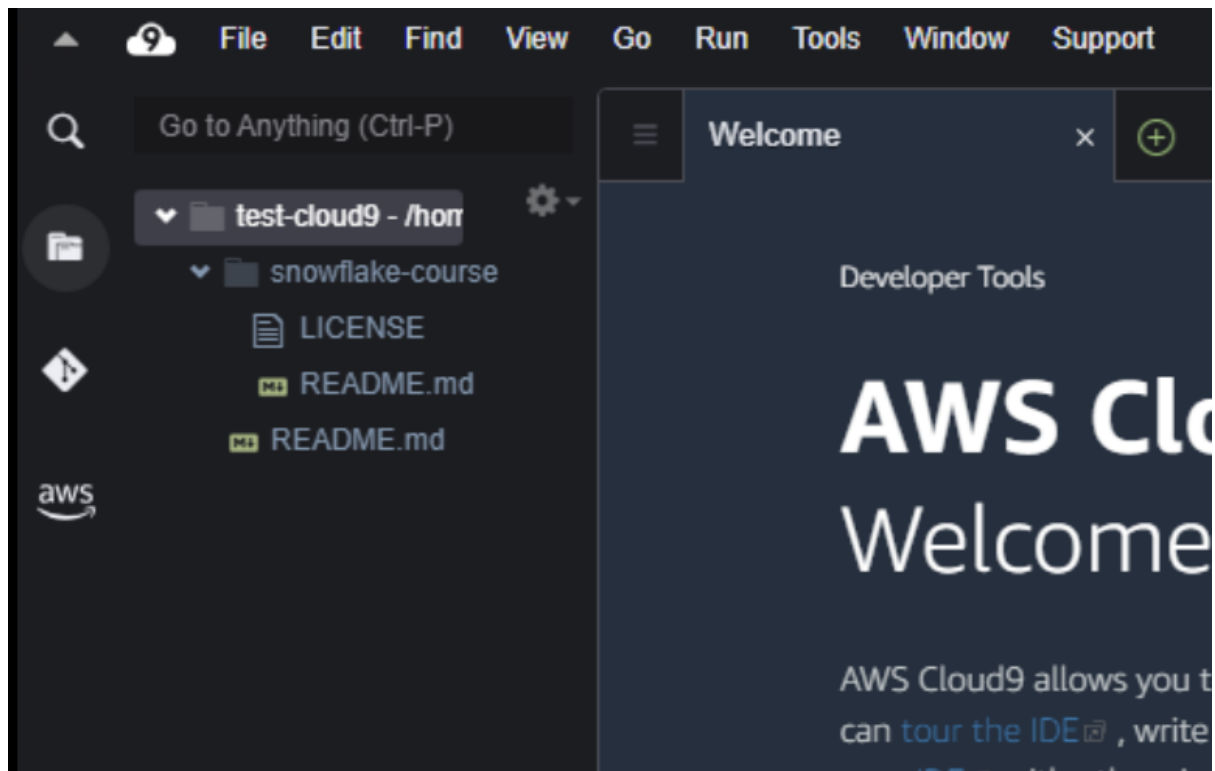 9 File Edit Find View Go Run Tools Window Support
Go to Anything (Ctrl-P)
Welcome
test-cloud9 - /hom
snowflake-course
LICENSE
README.md
README.md
aws
Developer Tools
AWS Clo
Welcome
AWS Cloud9 allows you t
can tour the IDE , write